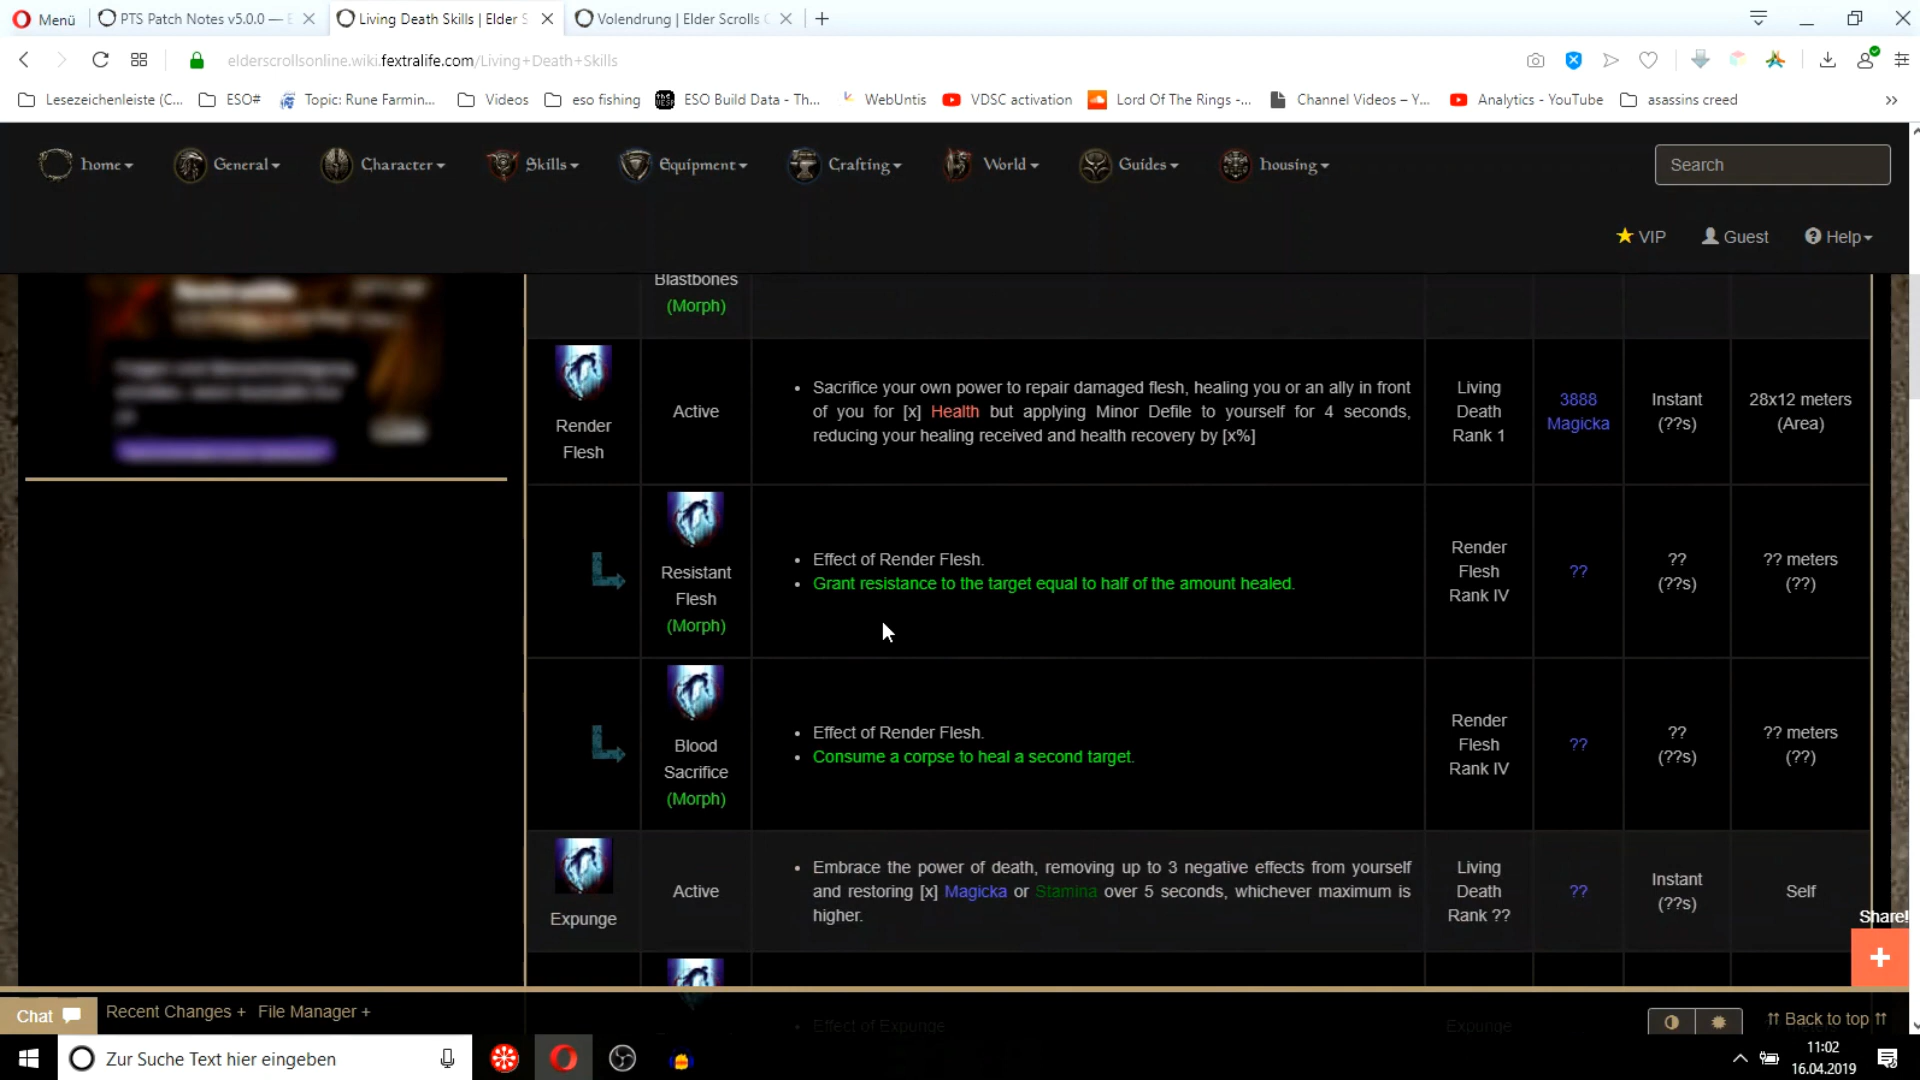 Menü
PTS Patch Notes v5.0.0 — E
Living Death Skills | Elder S
Volendrung | Elder Scrolls O
elderscrollsonline.wiki.fextralife.com/Living+Death+Skills
Lesezeichenleiste (C...
ESO#
Topic: Rune Farmin...
Videos
eso fishing
ESO Build Data - Th...
WebUntis
VDSC activation
Lord Of The Rings -...
Channel Videos – Y...
Analytics - YouTube
asassins creed
Home
General
Character
Skills
Equipment
Crafting
World
Guides
Housing
Search
VIP
Guest
Help
Blastbones
(Morph)
Render
Flesh
Active
• Sacrifice your own power to repair damaged flesh, healing you or an ally in front
of you for [x] Health but applying Minor Defile to yourself for 4 seconds,
reducing your healing received and health recovery by [x%]
Living
Death
Rank 1
3888
Magicka
Instant
(??s)
28x12 meters
(Area)
Resistant
Flesh
(Morph)
• Effect of Render Flesh.
• Grant resistance to the target equal to half of the amount healed.
Render
Flesh
Rank IV
??
??
(??s)
?? meters
(??)
Blood
Sacrifice
(Morph)
• Effect of Render Flesh.
• Consume a corpse to heal a second target.
Render
Flesh
Rank IV
??
??
(??s)
?? meters
(??)
Expunge
Active
• Embrace the power of death, removing up to 3 negative effects from yourself
and restoring [x] Magicka or Stamina over 5 seconds, whichever maximum is
higher.
Living
Death
Rank ??
??
Instant
(??s)
Self
Share!
• Effect of Expunge
Expunge
Chat
Recent Changes +
File Manager +
⇈ Back to top ⇈
Zur Suche Text hier eingeben
11:02
16.04.2019